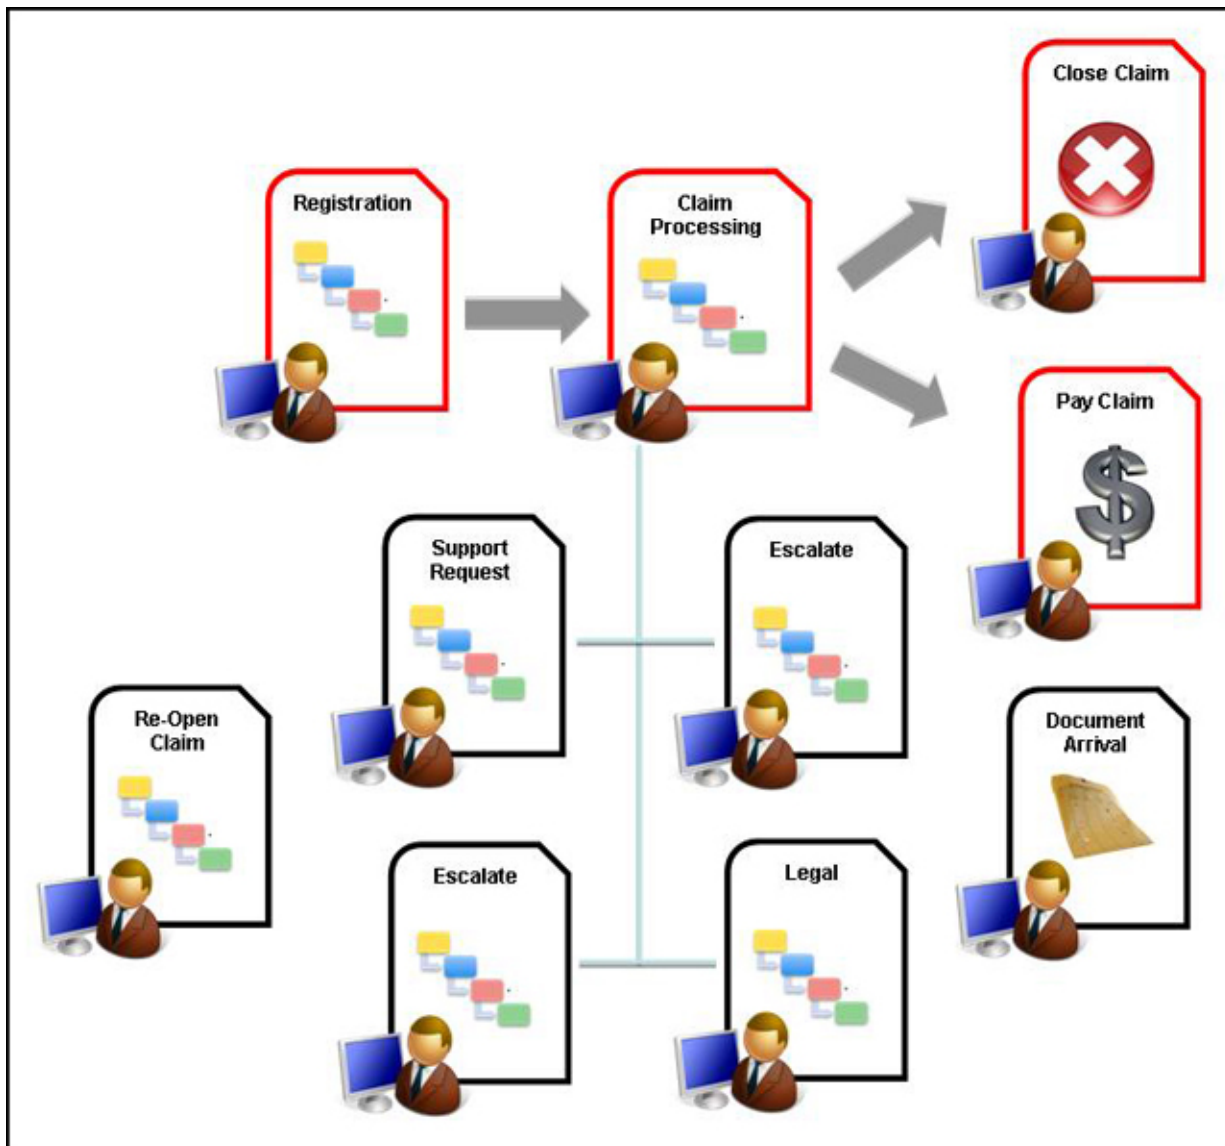 Close Claim
Registration
Claim
Processing
Pay Claim
Support
Request
Escalate
Re-Open
Claim
Document
Arrival
Escalate
Legal